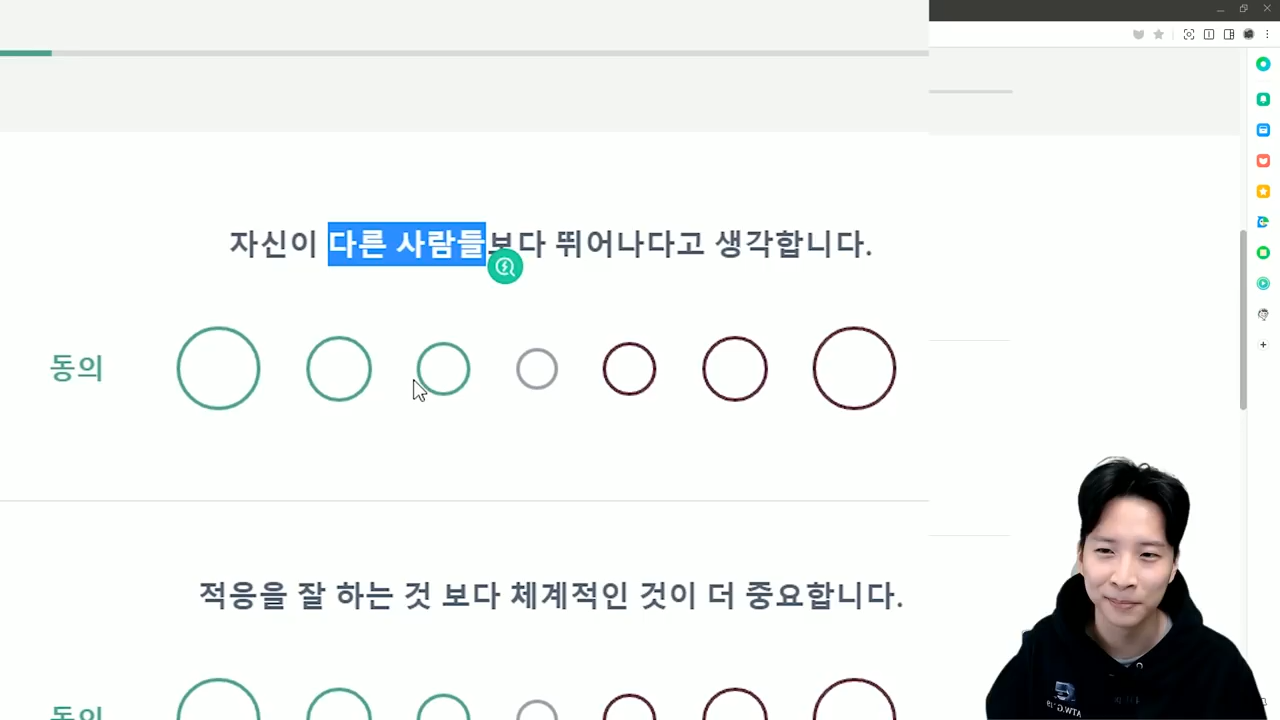 자신이 다른 사람들보다 뛰어나다고 생각합니다.
동의
적응을 잘 하는 것 보다 체계적인 것이 더 중요합니다.
동의
ATW.G'19